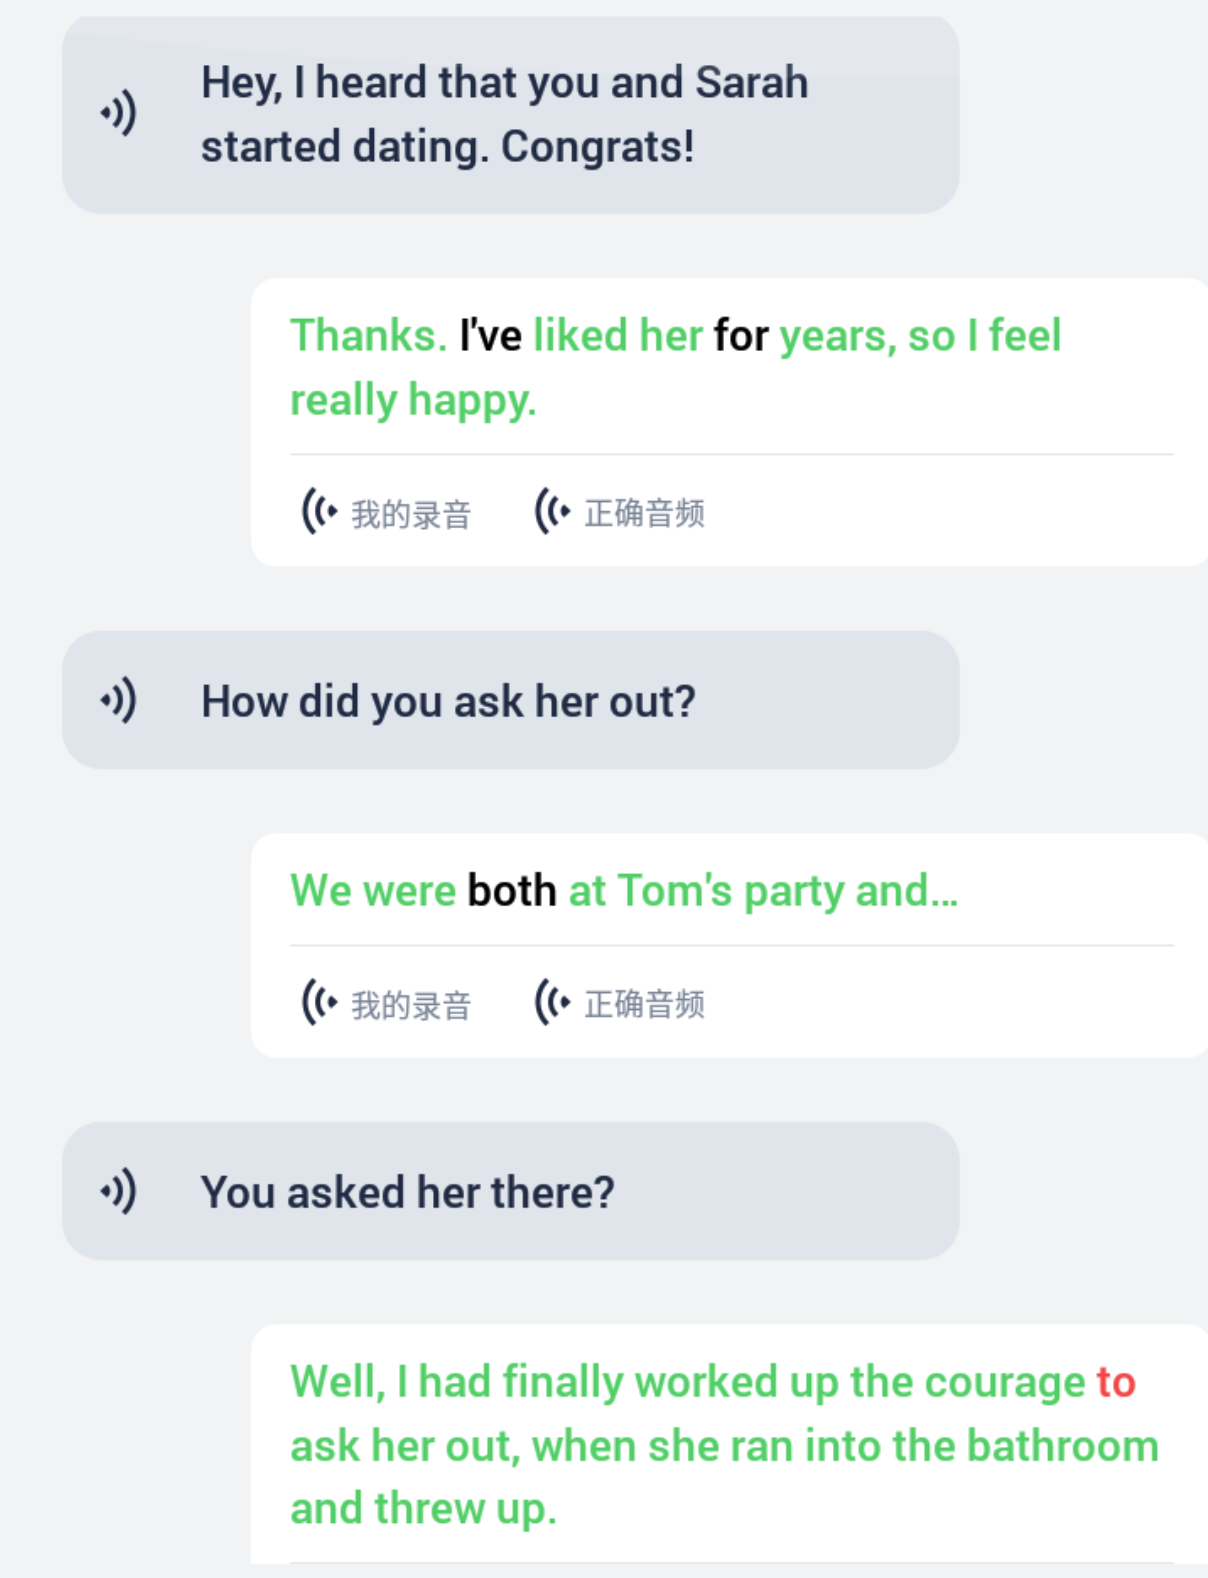 Hey, I heard that you and Sarah
started dating. Congrats!
Thanks. I've liked her for years, so I feel
really happy.
我的录音 正确音频
How did you ask her out?
We were both at Tom's party and...
我的录音 正确音频
You asked her there?
Well, I had finally worked up the courage to
ask her out, when she ran into the bathroom
and threw up.